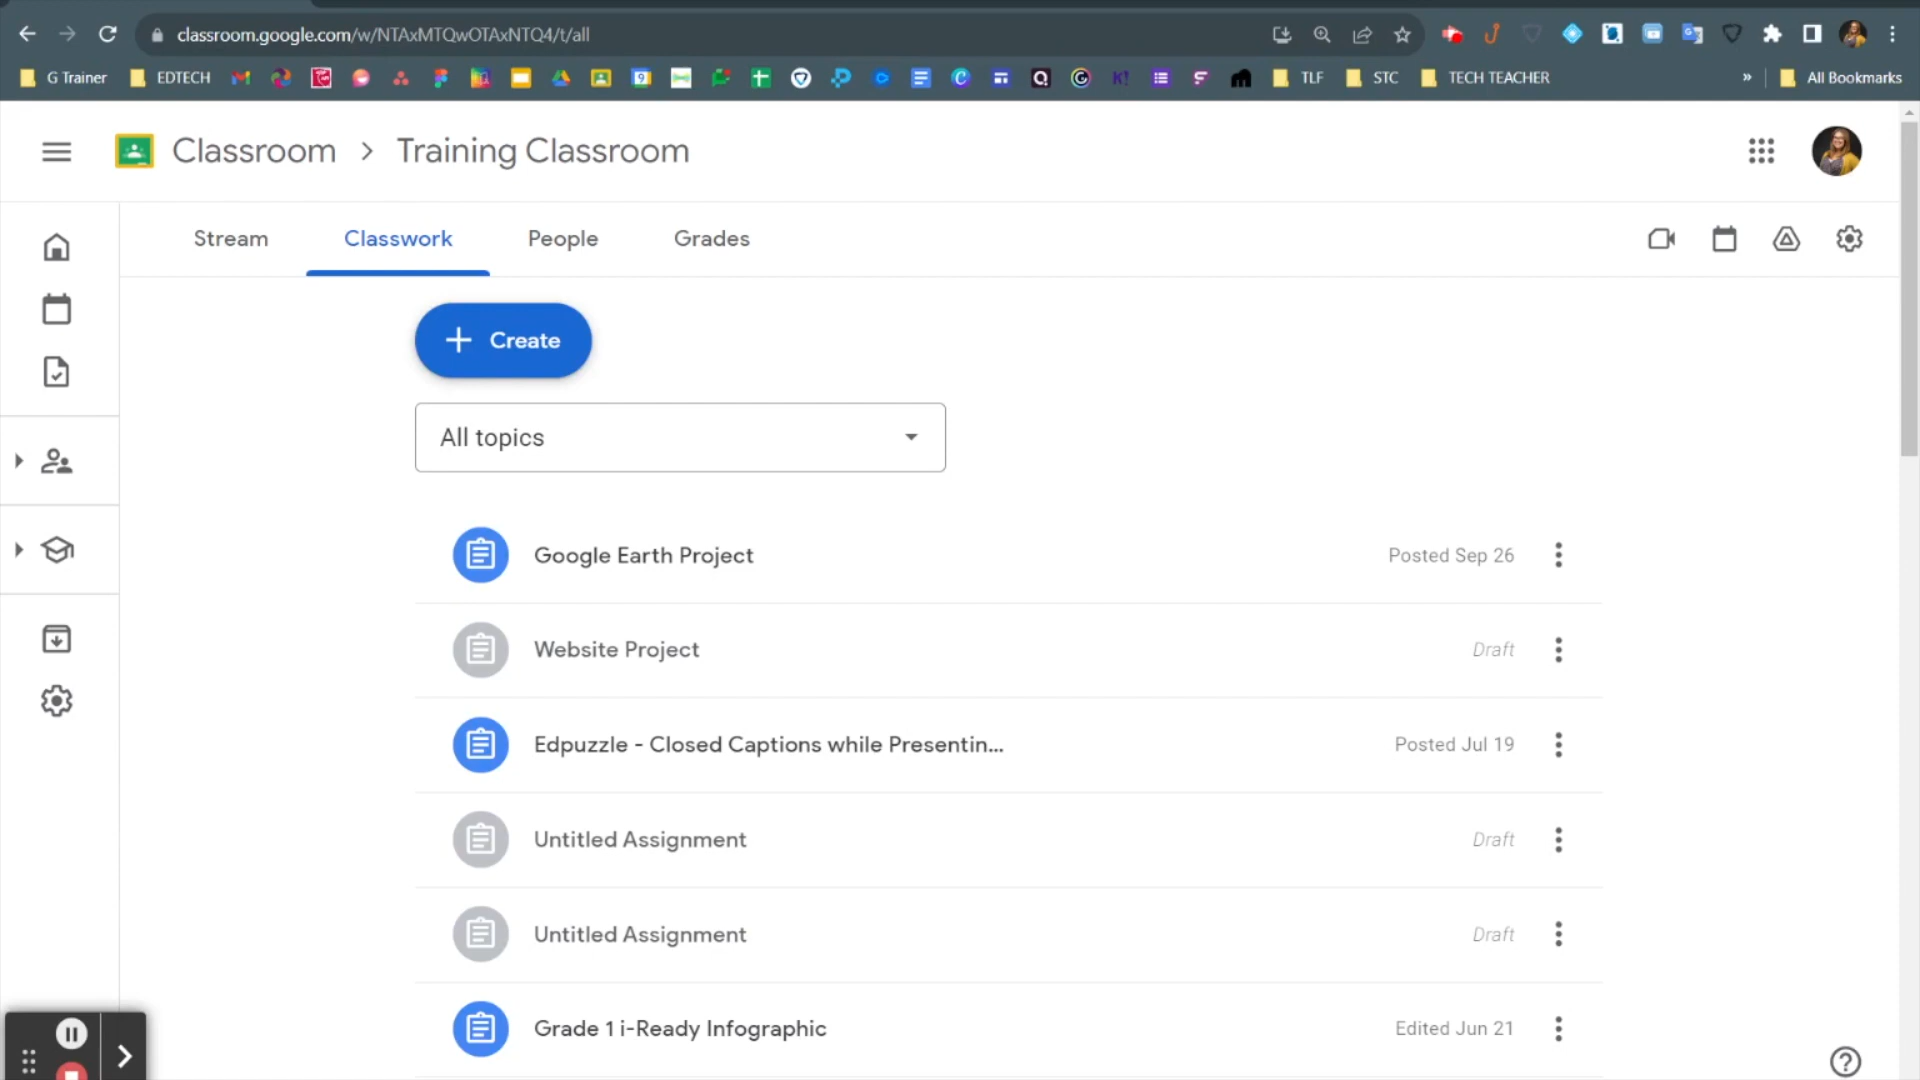 classroom.google.com/w/NTAxMTQwOTAxNTQ4/t/all
G Trainer EDTECH TLF STC TECH TEACHER » All Bookmarks
Classroom > Training Classroom
Stream Classwork People Grades
+ Create
All topics
Google Earth Project Posted Sep 26
Website Project Draft
Edpuzzle - Closed Captions while Presentin... Posted Jul 19
Untitled Assignment Draft
Untitled Assignment Draft
Grade 1 i-Ready Infographic Edited Jun 21